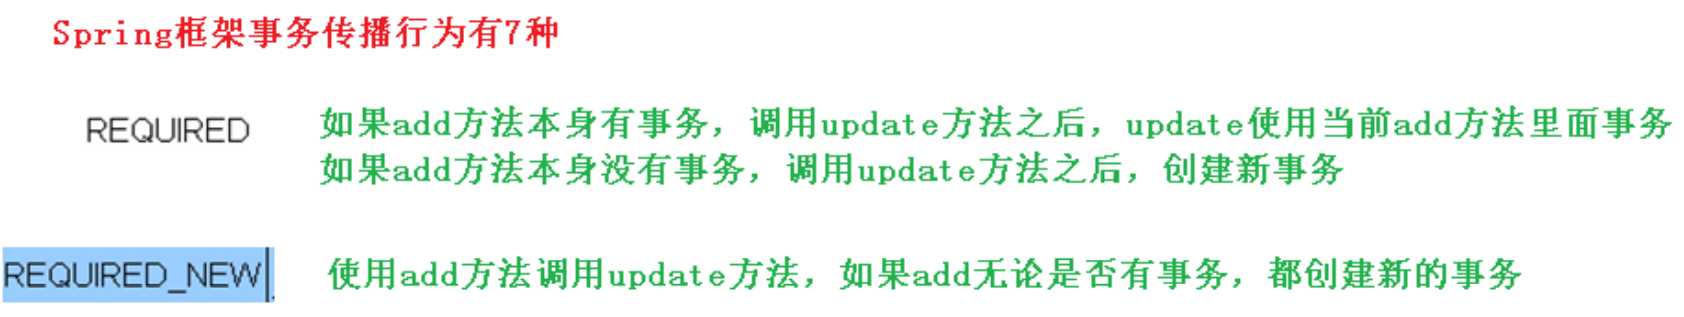 Spring框架事务传播行为有7种
REQUIRED
如果add方法本身有事务，调用update方法之后，update使用当前add方法里面事务
如果add方法本身没有事务，调用update方法之后，创建新事务
REQUIRED_NEW
使用add方法调用update方法，如果add无论是否有事务，都创建新的事务